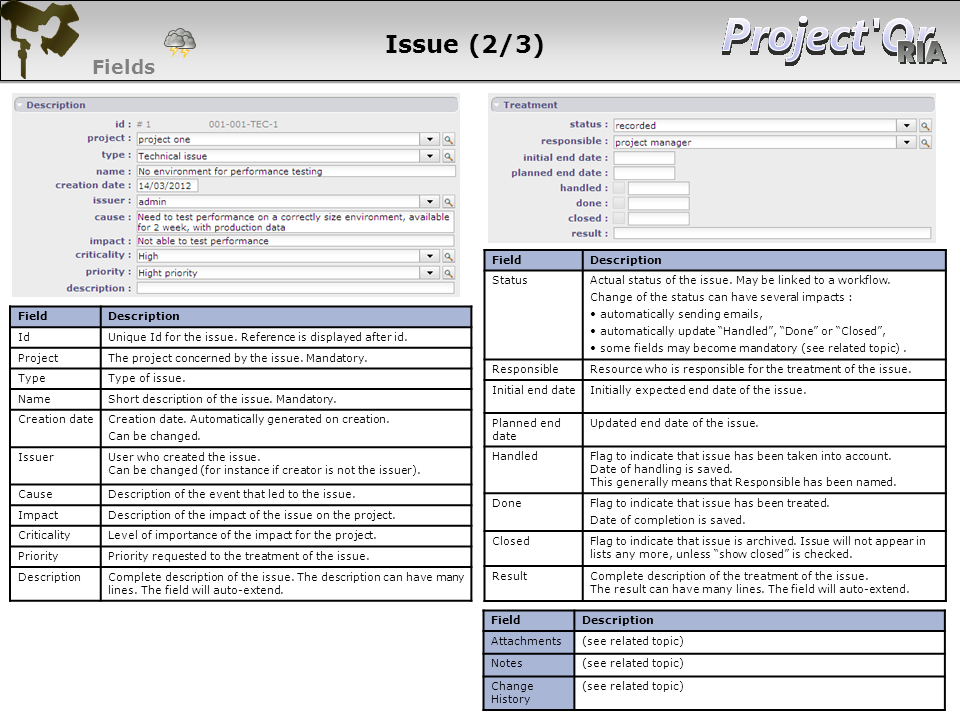 Issue (2/3)
Fields
Project'Or
RIA
Description
id : # 1 001-001-TEC-1
project : project one
type : Technical issue
name : No environment for performance testing
creation date : 14/03/2012
issuer : admin
cause : Need to test performance on a correctly size environment, available
for 2 week, with production data
impact : Not able to test performance
criticality : High
priority : Hight priority
description :
Field Description
Id Unique Id for the issue. Reference is displayed after id.
Project The project concerned by the issue. Mandatory.
Type Type of issue.
Name Short description of the issue. Mandatory.
Creation date Creation date. Automatically generated on creation.
Can be changed.
Issuer User who created the issue.
Can be changed (for instance if creator is not the issuer).
Cause Description of the event that led to the issue.
Impact Description of the impact of the issue on the project.
Criticality Level of importance of the impact for the project.
Priority Priority requested to the treatment of the issue.
Description Complete description of the issue. The description can have many
lines. The field will auto-extend.
Treatment
status : recorded
responsible : project manager
initial end date :
planned end date :
handled :
done :
closed :
result :
Field Description
Status Actual status of the issue. May be linked to a workflow.
Change of the status can have several impacts :
• automatically sending emails,
• automatically update “Handled”, “Done” or “Closed”,
• some fields may become mandatory (see related topic) .
Responsible Resource who is responsible for the treatment of the issue.
Initial end date Initially expected end date of the issue.
Planned end Updated end date of the issue.
date
Handled Flag to indicate that issue has been taken into account.
Date of handling is saved.
This generally means that Responsible has been named.
Done Flag to indicate that issue has been treated.
Date of completion is saved.
Closed Flag to indicate that issue is archived. Issue will not appear in
lists any more, unless “show closed” is checked.
Result Complete description of the treatment of the issue.
The result can have many lines. The field will auto-extend.
Field Description
Attachments (see related topic)
Notes (see related topic)
Change (see related topic)
History